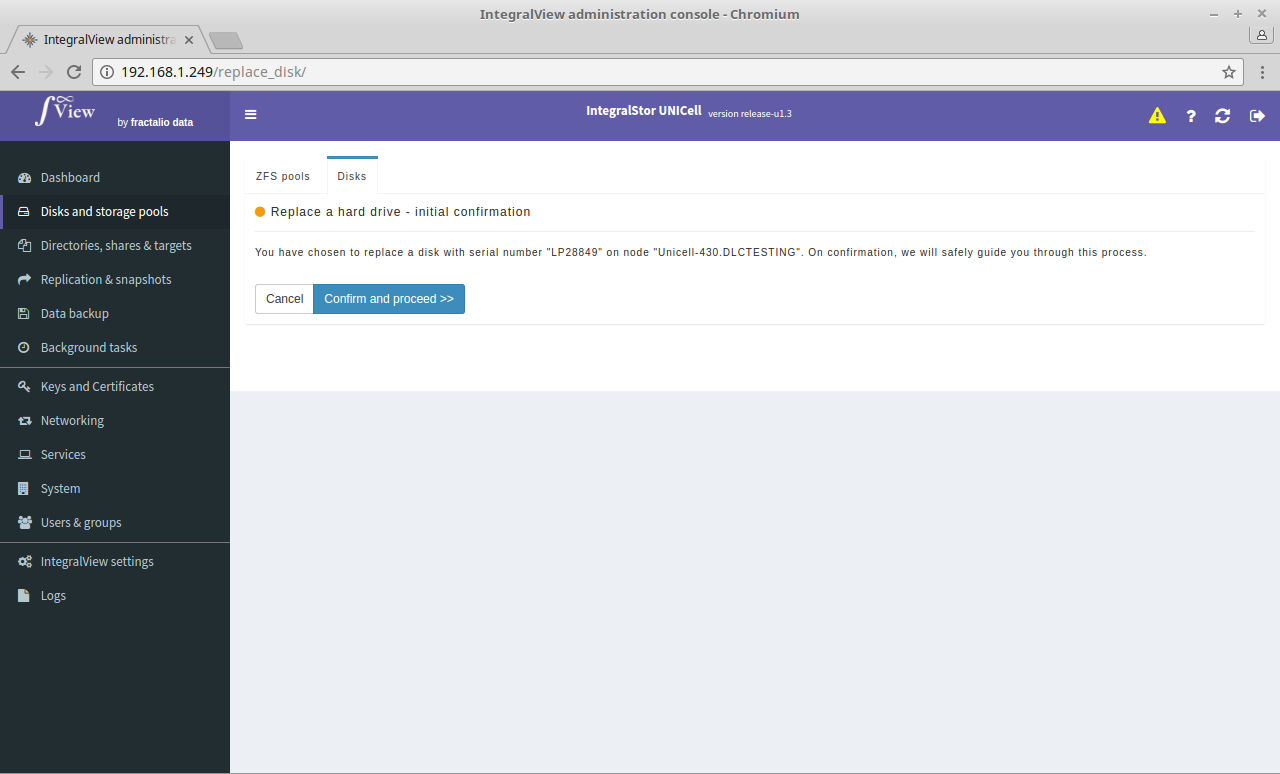 IntegralView administration console - Chromium
IntegralView administra
192.168.1.249/replace_disk/
∫∞View by fractalio data
IntegralStor UNICell version release-u1.3
Dashboard
Disks and storage pools
Directories, shares & targets
Replication & snapshots
Data backup
Background tasks
Keys and Certificates
Networking
Services
System
Users & groups
IntegralView settings
Logs
ZFS pools
Disks
Replace a hard drive - initial confirmation
You have chosen to replace a disk with serial number "LP28849" on node "Unicell-430.DLCTESTING". On confirmation, we will safely guide you through this process.
Cancel
Confirm and proceed >>